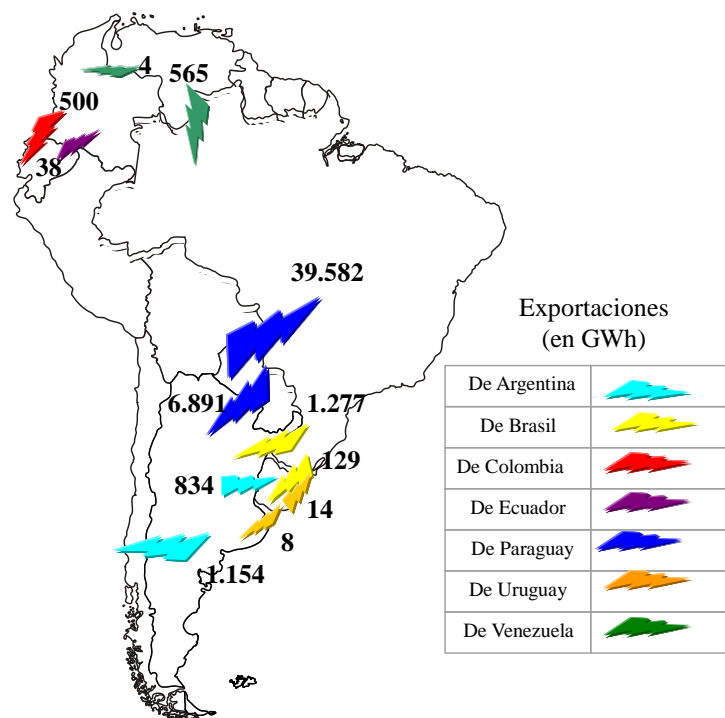 4
565
500
38
39.582
6.891
1.277
129
834
14
8
1.154
Exportaciones
(en GWh)
De Argentina
De Brasil
De Colombia
De Ecuador
De Paraguay
De Uruguay
De Venezuela